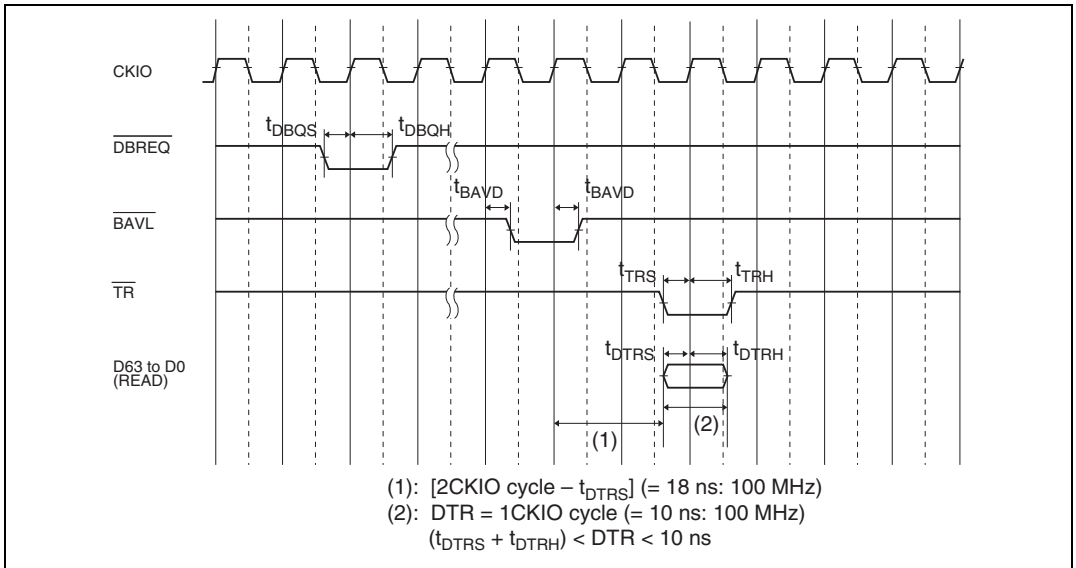 CKIO
tDBQS tDBQH
DBREQ
tBAVD tBAVD
BAVL
tTRS tTRH
TR
tDTRS tDTRH
D63 to D0
(READ)
(2)
(1)
(1): [2CKIO cycle – tDTRS] (= 18 ns: 100 MHz)
(2): DTR = 1CKIO cycle (= 10 ns: 100 MHz)
(tDTRS + tDTRH) < DTR < 10 ns